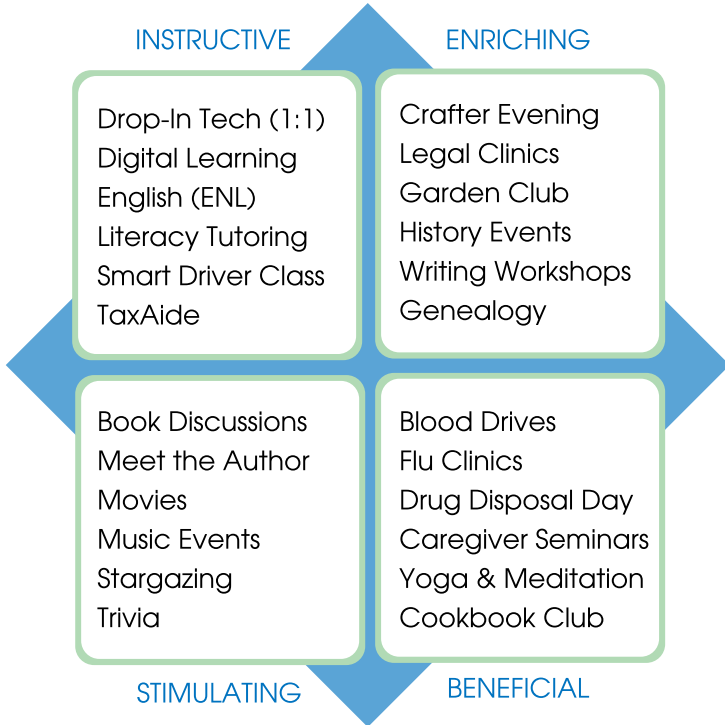 INSTRUCTIVE
Drop-In Tech (1:1)
Digital Learning
English (ENL)
Literacy Tutoring
Smart Driver Class
TaxAide
ENRICHING
Crafter Evening
Legal Clinics
Garden Club
History Events
Writing Workshops
Genealogy
Book Discussions
Meet the Author
Movies
Music Events
Stargazing
Trivia
STIMULATING
Blood Drives
Flu Clinics
Drug Disposal Day
Caregiver Seminars
Yoga & Meditation
Cookbook Club
BENEFICIAL